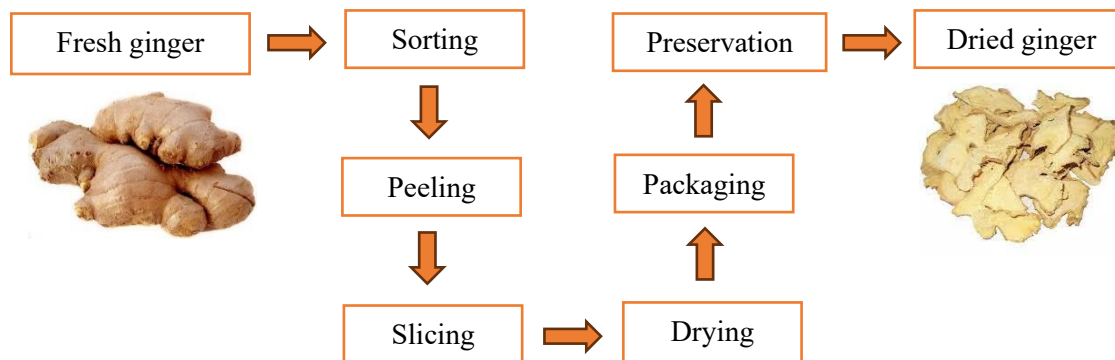 Fresh ginger
Sorting
Peeling
Slicing
Drying
Packaging
Preservation
Dried ginger